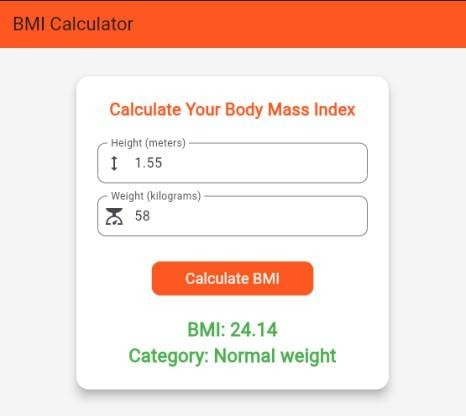 BMI Calculator
Calculate Your Body Mass Index
Height (meters)
1.55
Weight (kilograms)
58
Calculate BMI
BMI: 24.14
Category: Normal weight